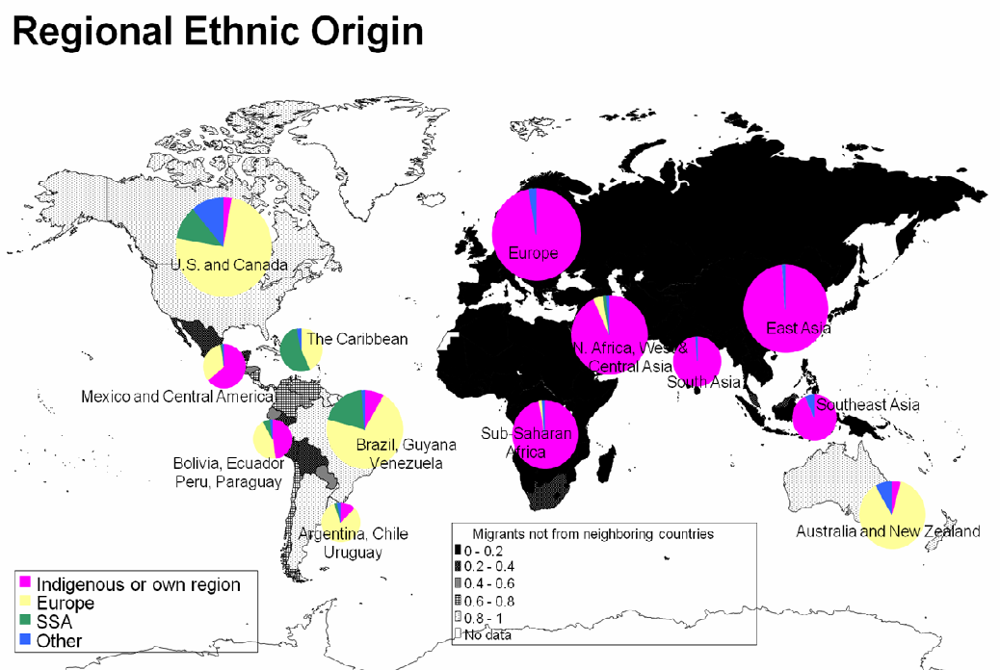 Regional Ethnic Origin
U.S. and Canada
Europe
East Asia
The Caribbean
N. Africa, West &
Central Asia
South Asia
Mexico and Central America
Southeast Asia
Sub-Saharan
Africa
Brazil, Guyana
Venezuela
Bolivia, Ecuador
Peru, Paraguay
Argentina, Chile
Uruguay
Australia and New Zealand
Migrants not from neighboring countries
0 - 0.2
0.2 - 0.4
0.4 - 0.6
0.6 - 0.8
0.8 - 1
No data
Indigenous or own region
Europe
SSA
Other